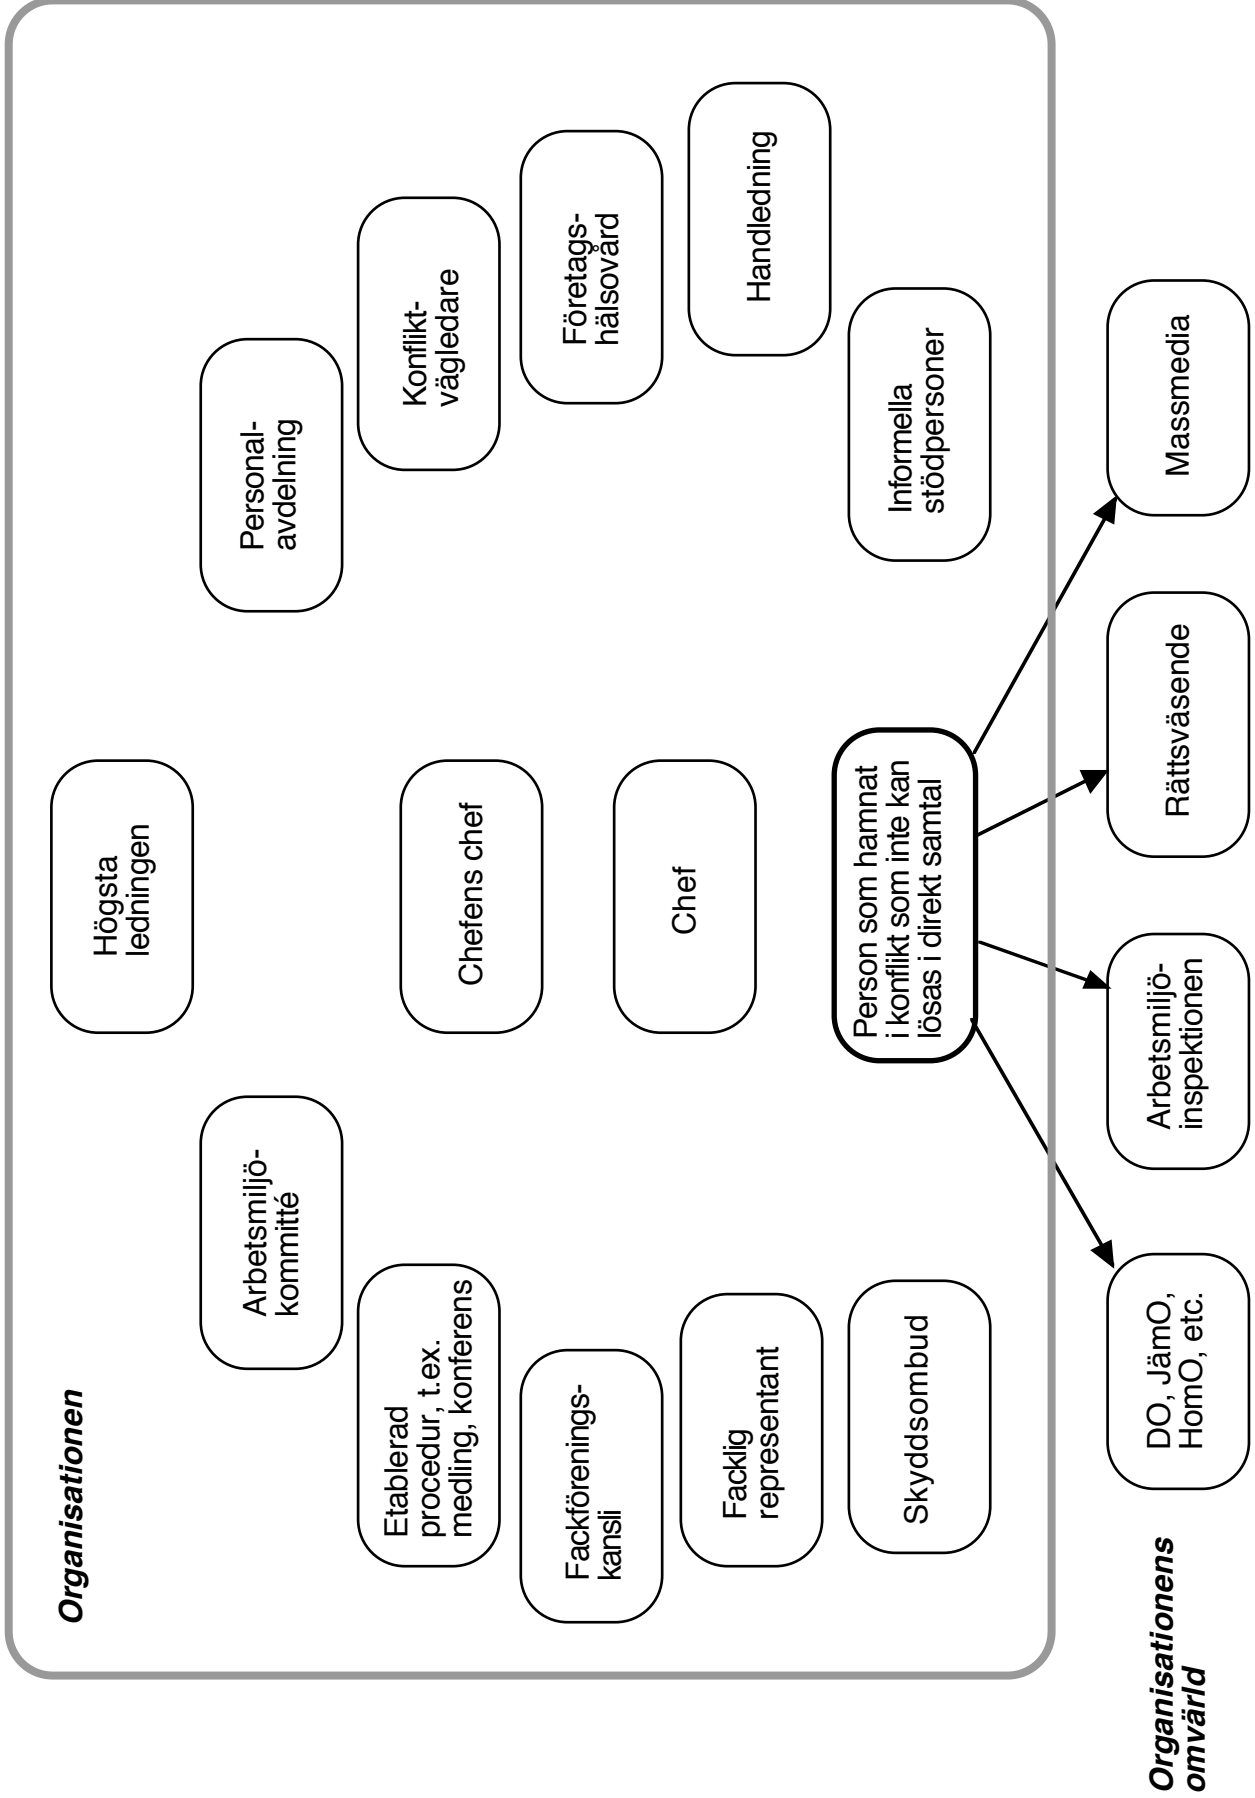 Organisationen
Högsta
ledningen
Arbetsmiljö-
kommitté
Personal-
avdelning
Etablerad
procedur, t.ex.
medling, konferens
Chefens chef
Konflikt-
vägledare
Fackförenings-
kansli
Företags-
hälsovård
Facklig
representant
Chef
Handledning
Skyddsombud
Person som hamnat
i konflikt som inte kan
lösas i direkt samtal
Informella
stödpersoner
Organisationens
omvärld
DO, JämO,
HomO, etc.
Arbetsmiljö-
inspektionen
Rättsväsende
Massmedia